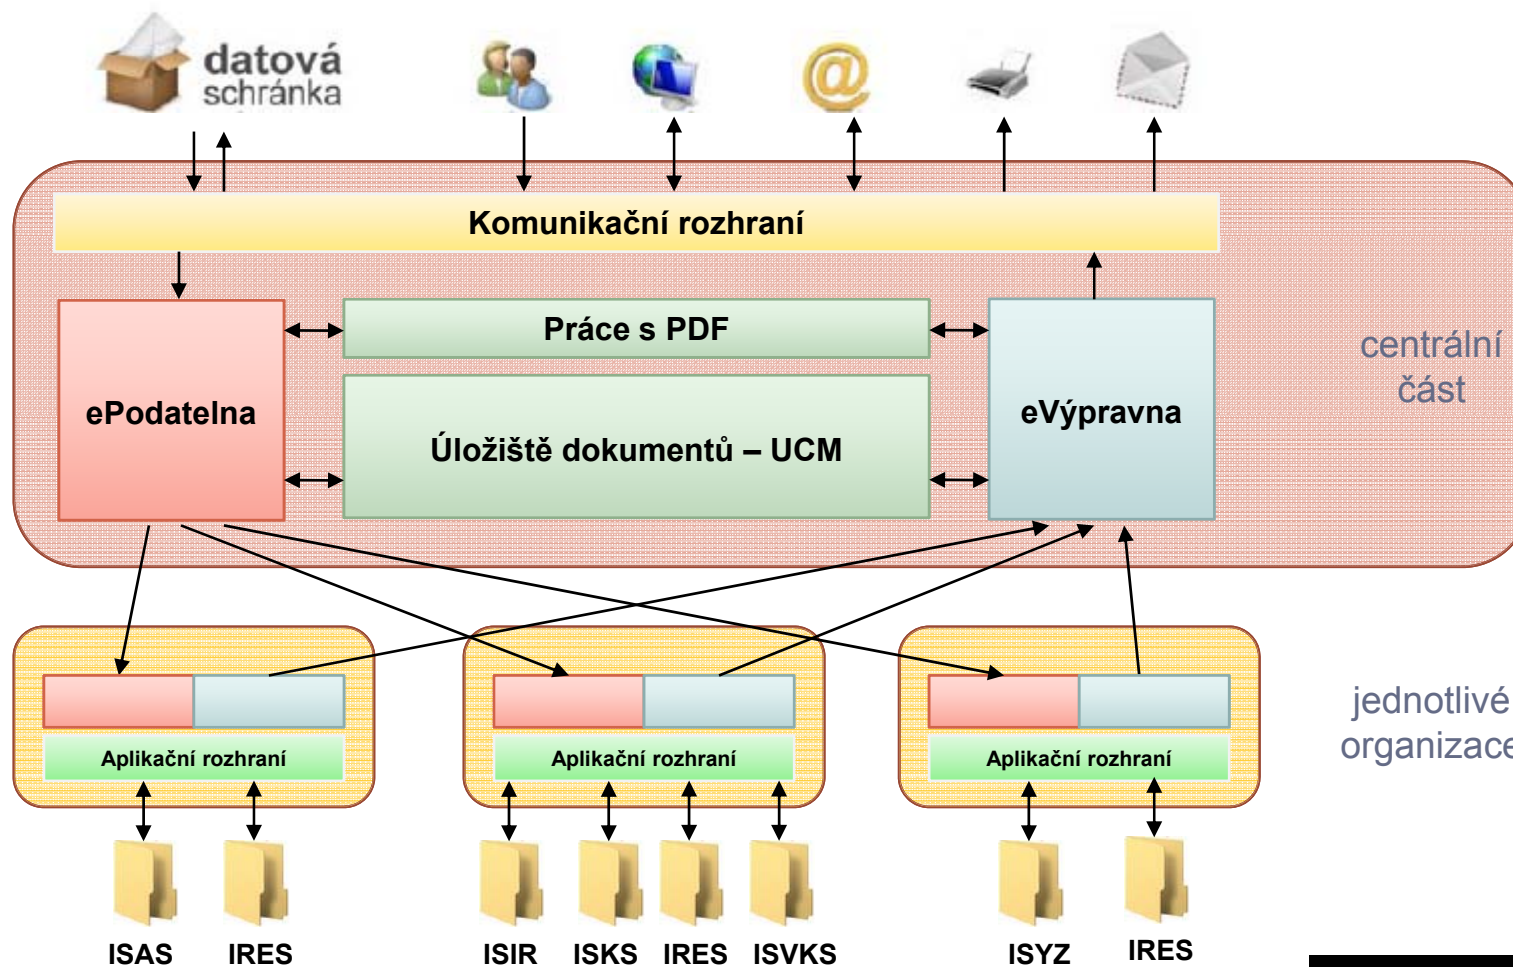 datová
schránka
Komunikační rozhraní
Práce s PDF
ePodatelna
eVýpravna
Úložiště dokumentů – UCM
centrální
část
Aplikační rozhraní
Aplikační rozhraní
Aplikační rozhraní
jednotlivé
organizace
ISAS
IRES
ISIR
ISKS
IRES
ISVKS
ISYZ
IRES